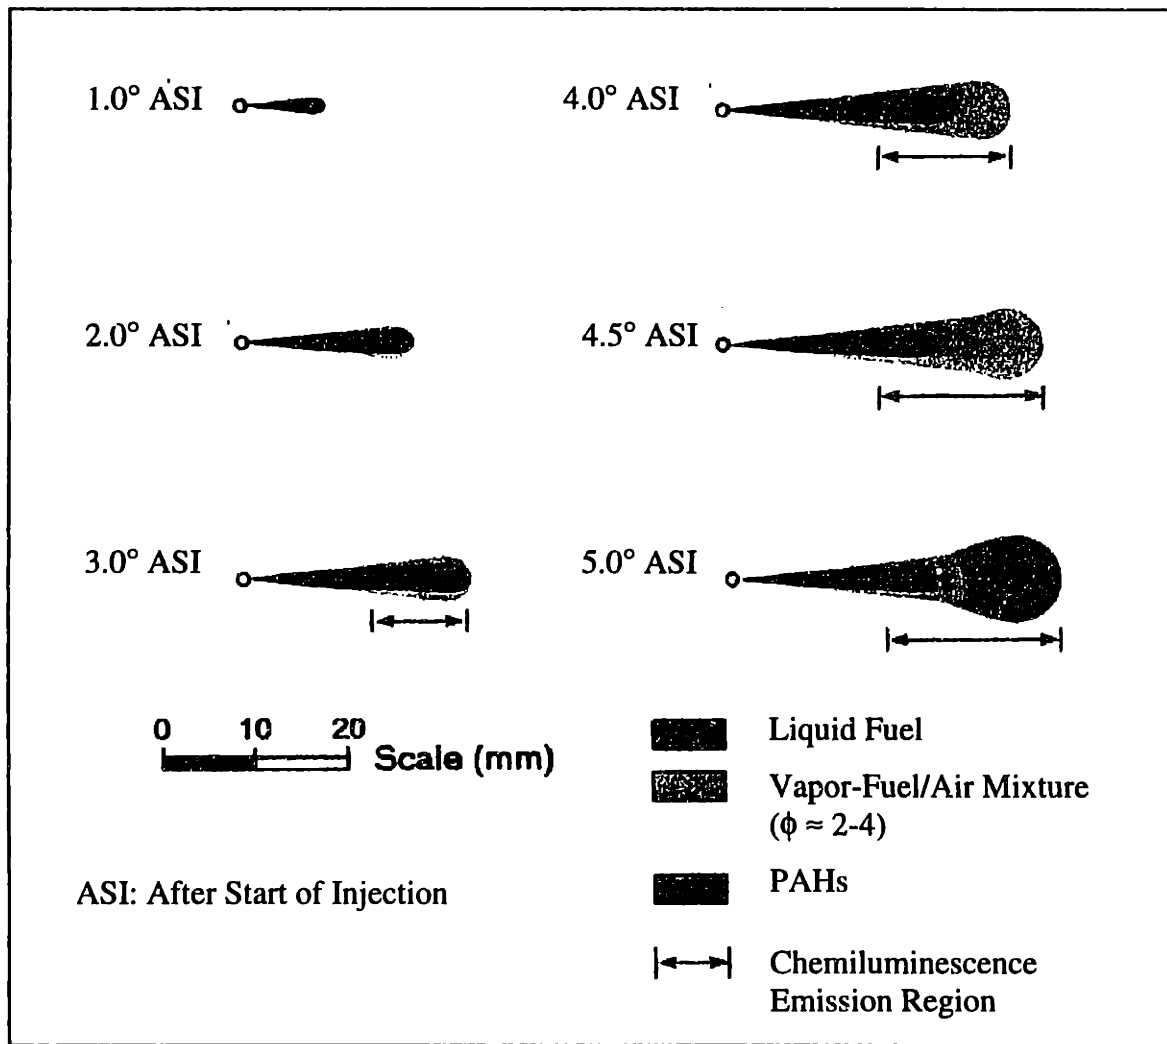 1.0° ASI
2.0° ASI
3.0° ASI
4.0° ASI
4.5° ASI
5.0° ASI
0 10 20
Scale (mm)
ASI: After Start of Injection
Liquid Fuel
Vapor-Fuel/Air Mixture
(ϕ ≈ 2-4)
PAHs
Chemiluminescence
Emission Region